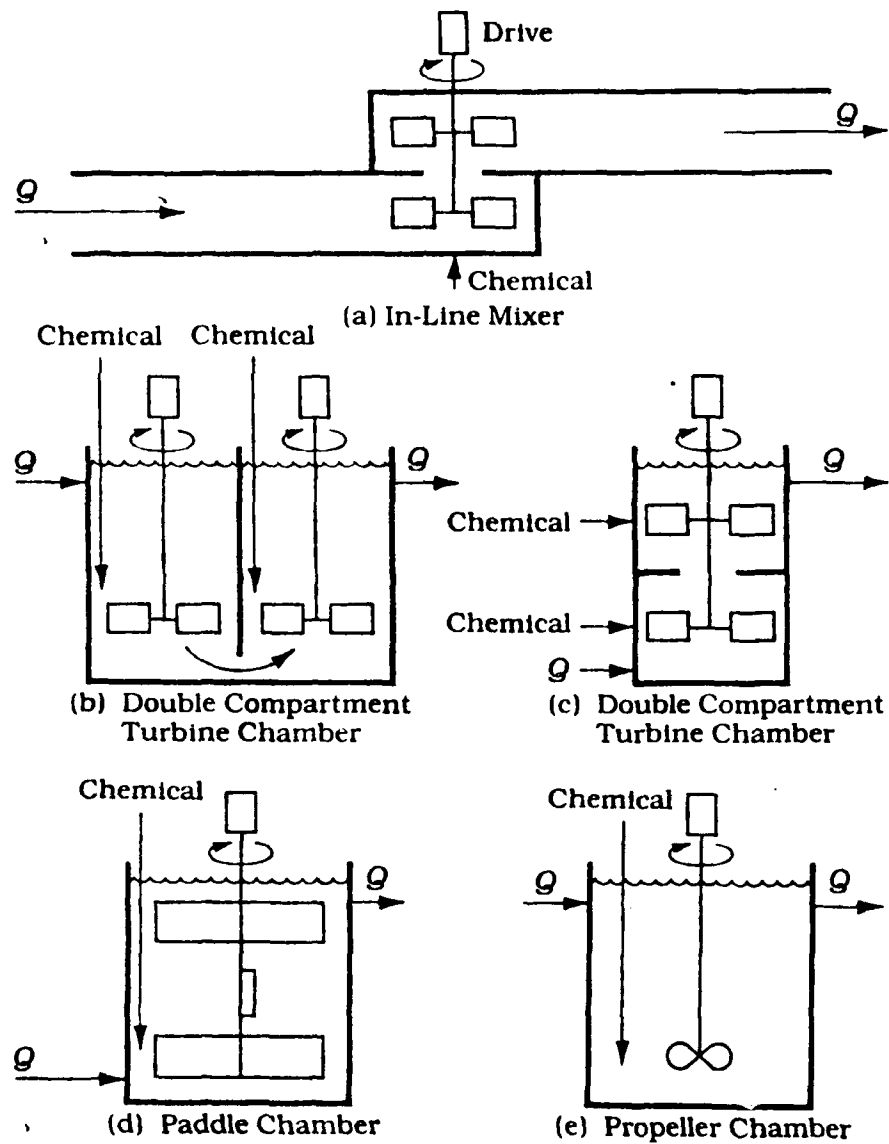 Drive
Q
Q
Chemical
(a) In-Line Mixer
Chemical Chemical
Q
Q
(b) Double Compartment
Turbine Chamber
Q
Chemical
Chemical
Q
(c) Double Compartment
Turbine Chamber
Chemical
Q
Q
(d) Paddle Chamber
Chemical
Q
Q
(e) Propeller Chamber